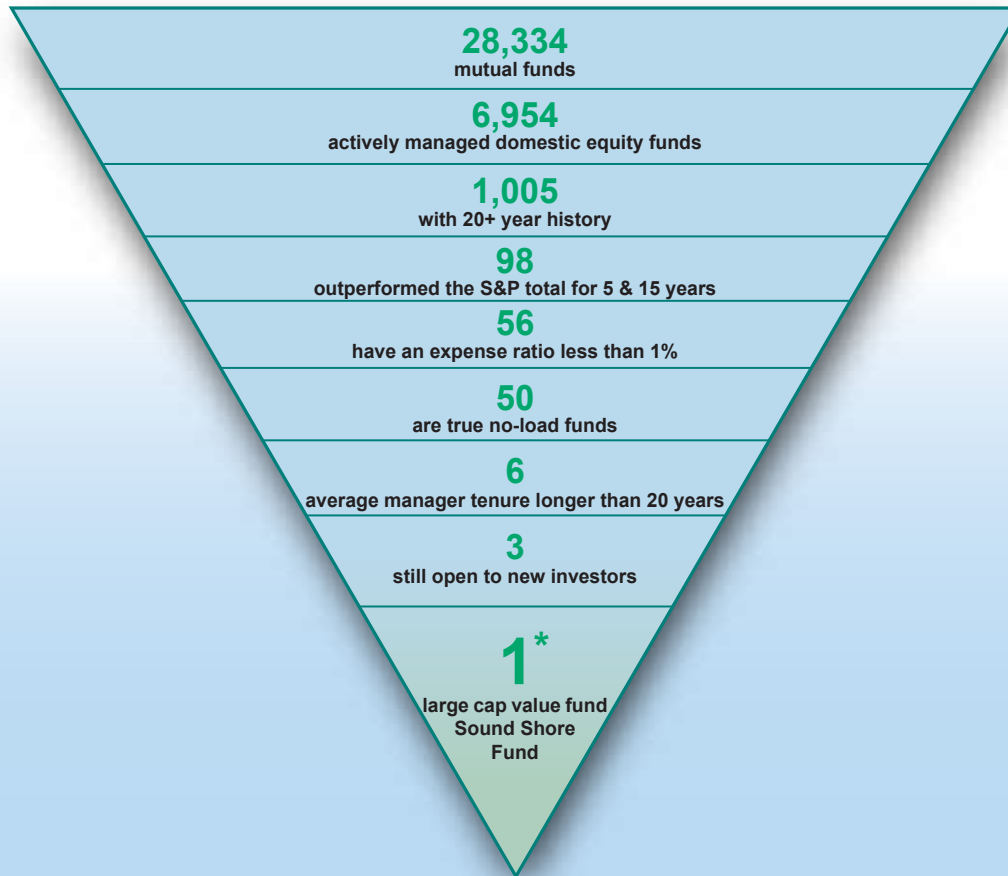 28,334
mutual funds
6,954
actively managed domestic equity funds
1,005
with 20+ year history
98
outperformed the S&P total for 5 & 15 years
56
have an expense ratio less than 1%
50
are true no-load funds
6
average manager tenure longer than 20 years
3
still open to new investors
1*
large cap value fund
Sound Shore
Fund